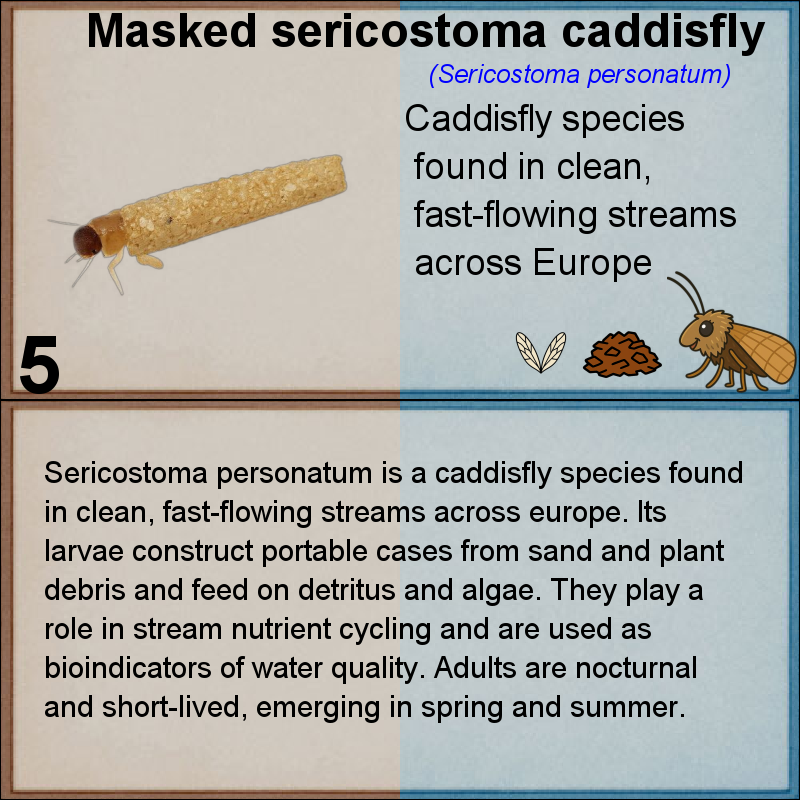 Masked sericostoma caddisfly
(Sericostoma personatum)
Caddisfly species
found in clean,
fast-flowing streams
across Europe
5
Sericostoma personatum is a caddisfly species found
in clean, fast-flowing streams across europe. Its
larvae construct portable cases from sand and plant
debris and feed on detritus and algae. They play a
role in stream nutrient cycling and are used as
bioindicators of water quality. Adults are nocturnal
and short-lived, emerging in spring and summer.